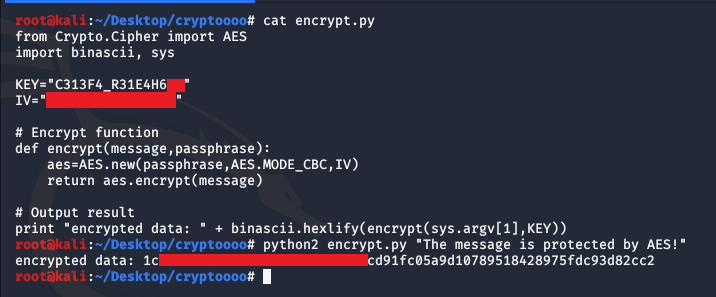 root@kali:~/Desktop/cryptoooo# cat encrypt.py
from Crypto.Cipher import AES
import binascii, sys

KEY="C313F4_R31E4H6"
IV=""

# Encrypt function
def encrypt(message,passphrase):
    aes=AES.new(passphrase,AES.MODE_CBC,IV)
    return aes.encrypt(message)

# Output result
print "encrypted data: " + binascii.hexlify(encrypt(sys.argv[1],KEY))
root@kali:~/Desktop/cryptoooo# python2 encrypt.py "The message is protected by AES!"
encrypted data: 1c cd91fc05a9d10789518428975fdc93d82cc2
root@kali:~/Desktop/cryptoooo#